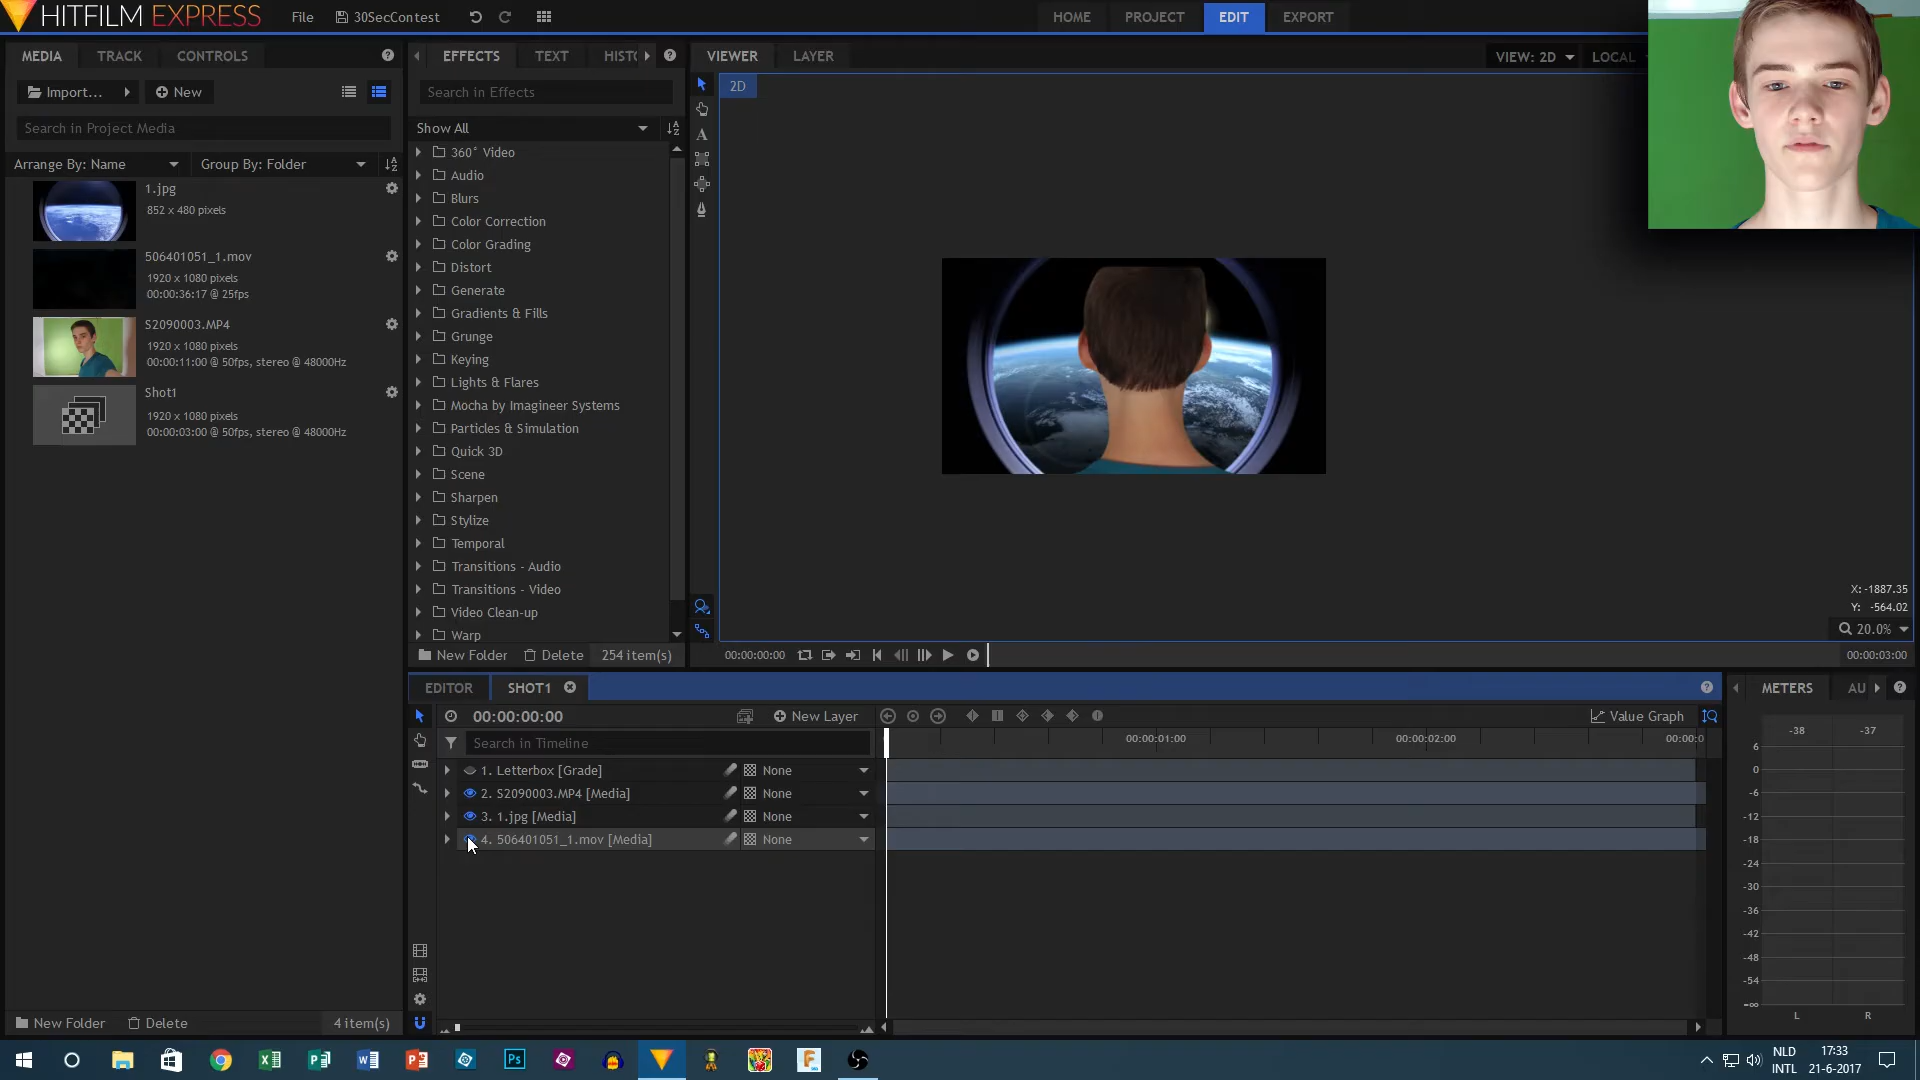 HITFILM EXPRESS
File
30SecContest
HOME
PROJECT
EDIT
EXPORT
MEDIA
TRACK
CONTROLS
Import...
New
Search in Project Media
Arrange By: Name
Group By: Folder
1.jpg
852 x 480 pixels
506401051_1.mov
1920 x 1080 pixels
00:00:36:17 @ 25fps
S2090003.MP4
1920 x 1080 pixels
00:00:11:00 @ 50fps, stereo @ 48000Hz
Shot1
1920 x 1080 pixels
00:00:03:00 @ 50fps, stereo @ 48000Hz
New Folder
Delete
4 item(s)
EFFECTS
TEXT
Search in Effects
Show All
360° Video
Audio
Blurs
Color Correction
Color Grading
Distort
Generate
Gradients & Fills
Grunge
Keying
Lights & Flares
Mocha by Imagineer Systems
Particles & Simulation
Quick 3D
Scene
Sharpen
Stylize
Temporal
Transitions - Audio
Transitions - Video
Video Clean-up
Warp
New Folder
Delete
254 item(s)
VIEWER
LAYER
VIEW: 2D
LOCAL
2D
X: -1887.35
Y: -564.02
20.0%
00:00:00:00
00:00:03:00
EDITOR
SHOT1
00:00:00:00
New Layer
Value Graph
Search in Timeline
00:00:01:00
00:00:02:00
00:00:0
1. Letterbox [Grade]
None
2. S2090003.MP4 [Media]
None
3. 1.jpg [Media]
None
4. 506401051_1.mov [Media]
None
METERS
AU
-38
-37
6
0
-6
-12
-18
-24
-30
-36
-42
-48
-54
-∞
L
R
NLD
INTL
17:33
21-6-2017